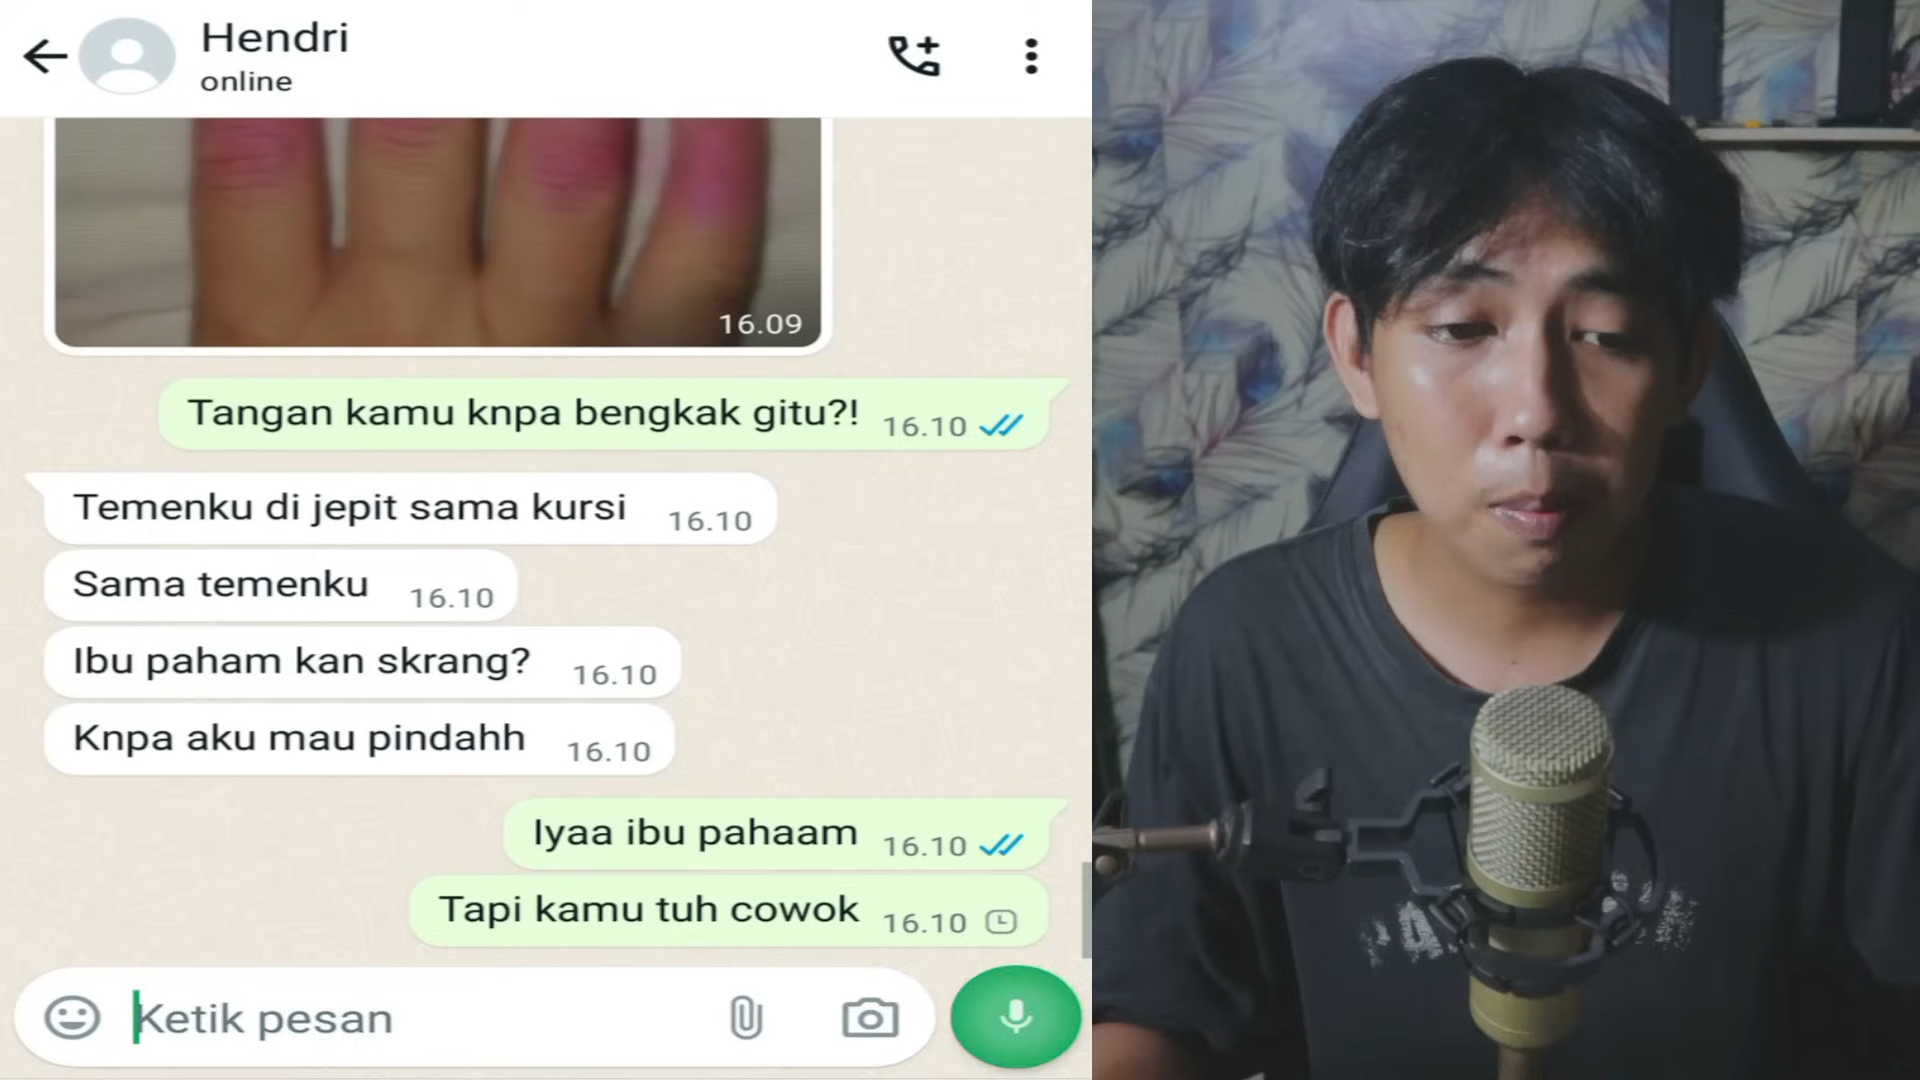 Hendri
online
16.09
Tangan kamu knpa bengkak gitu?! 16.10
Temenku di jepit sama kursi 16.10
Sama temenku 16.10
Ibu paham kan skrang? 16.10
Knpa aku mau pindahh 16.10
Iyaa ibu pahaam 16.10
Tapi kamu tuh cowok 16.10
Ketik pesan